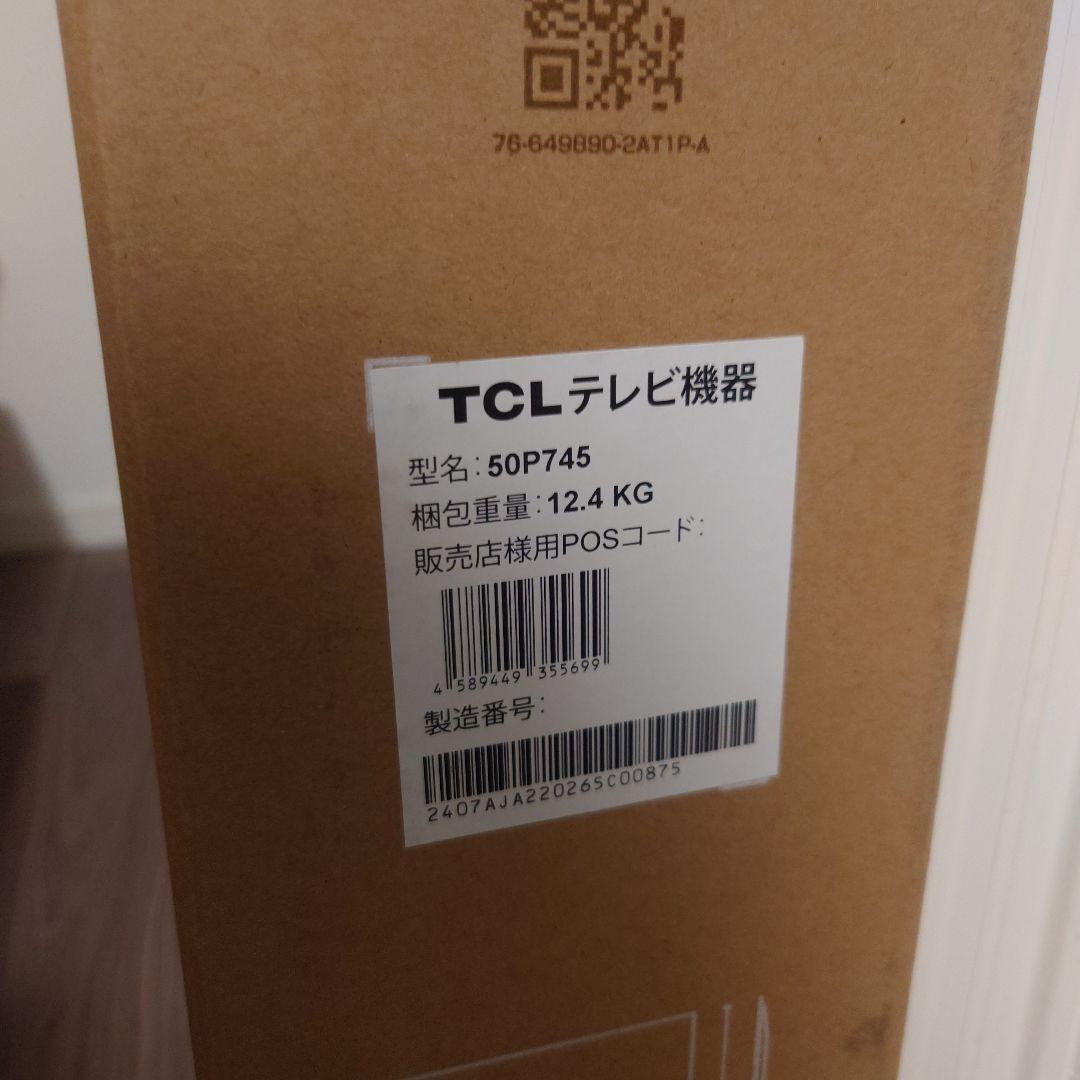 76-649890-2AT1P-A
TCLテレビ機器
型名:50P745
梱包重量:12.4 KG
販売店様用POSコード:
4 589449 355699
製造番号:
2407AJA220265C00875